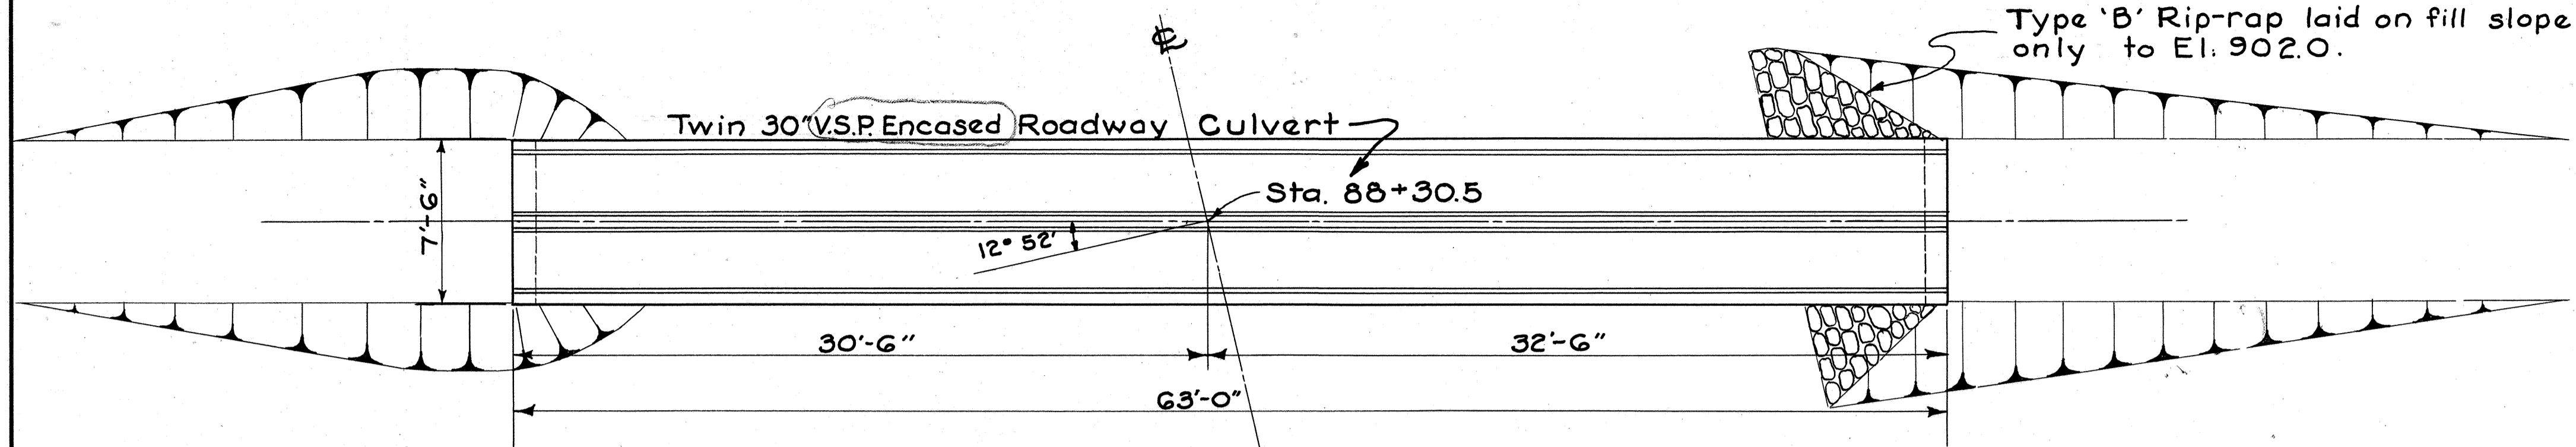 ℄
Type 'B' Rip-rap laid on fill slope
only to El. 902.0.
Twin 30" V.S.P. Encased Roadway Culvert
Sta. 88+30.5
7'-6"
12° 52'
30'-6"
32'-6"
63'-0"